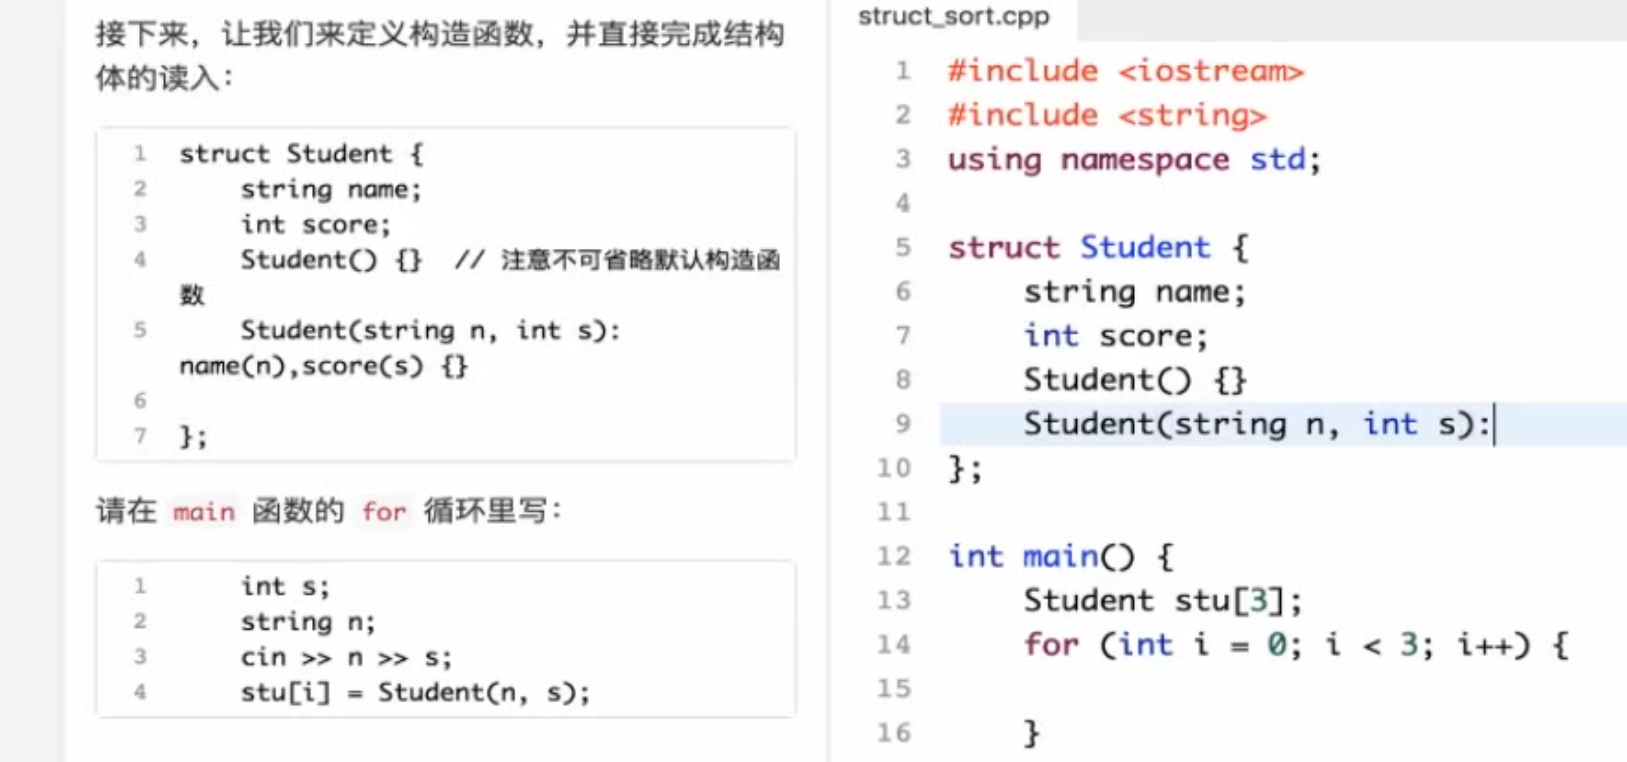 接下来，让我们来定义构造函数，并直接完成结构
体的读入：
1 struct Student {
2     string name;
3     int score;
4     Student() {}  // 注意不可省略默认构造函
数
5     Student(string n, int s):
name(n),score(s) {}
6
7 };
请在 main 函数的 for 循环里写：
1     int s;
2     string n;
3     cin >> n >> s;
4     stu[i] = Student(n, s);
struct_sort.cpp
1 #include <iostream>
2 #include <string>
3 using namespace std;
4
5 struct Student {
6     string name;
7     int score;
8     Student() {}
9     Student(string n, int s):
10 };
11
12 int main() {
13     Student stu[3];
14     for (int i = 0; i < 3; i++) {
15
16     }